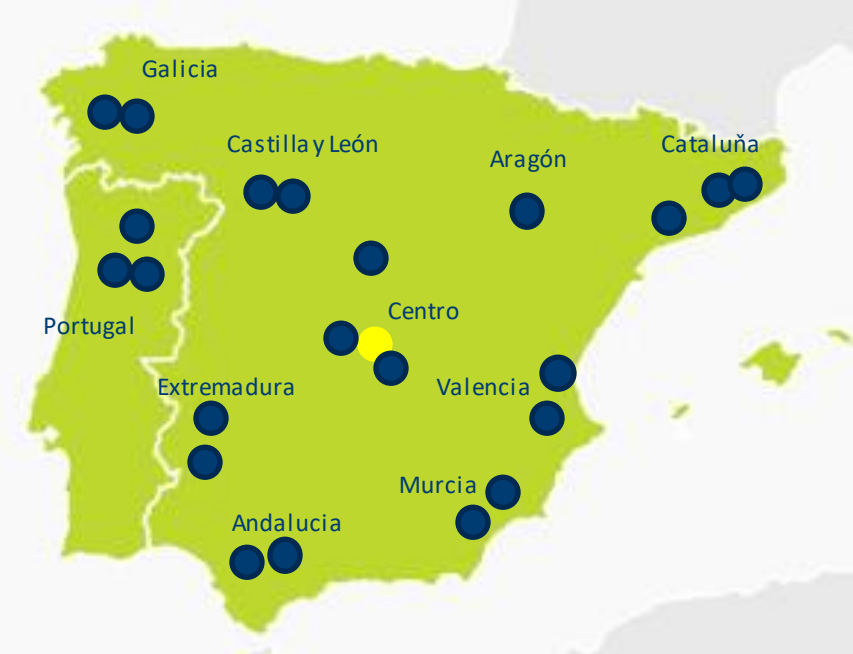 Galicia
Castilla y León
Aragón
Cataluňa
Centro
Portugal
Extremadura
Valencia
Murcia
Andalucia